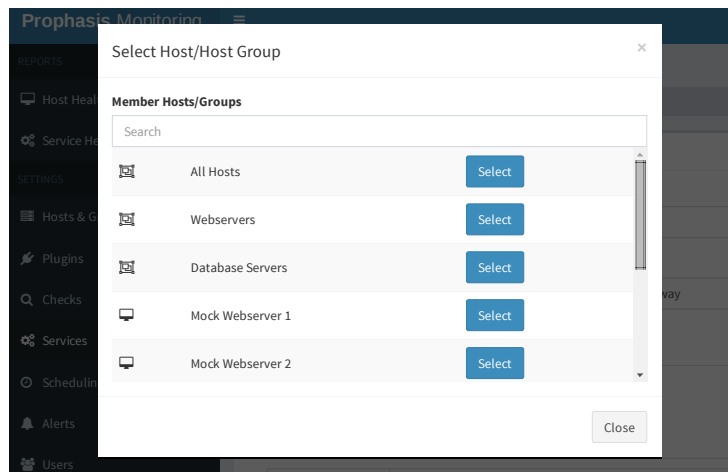 Prophasis Monitoring
REPORTS
Host Heal
Service He
SETTINGS
Hosts & G
Plugins
Checks
Services
Schedulin
Alerts
Users
Select Host/Host Group
×
Member Hosts/Groups
Search
All Hosts Select
Webservers Select
Database Servers Select
Mock Webserver 1 Select
Mock Webserver 2 Select
Close
way